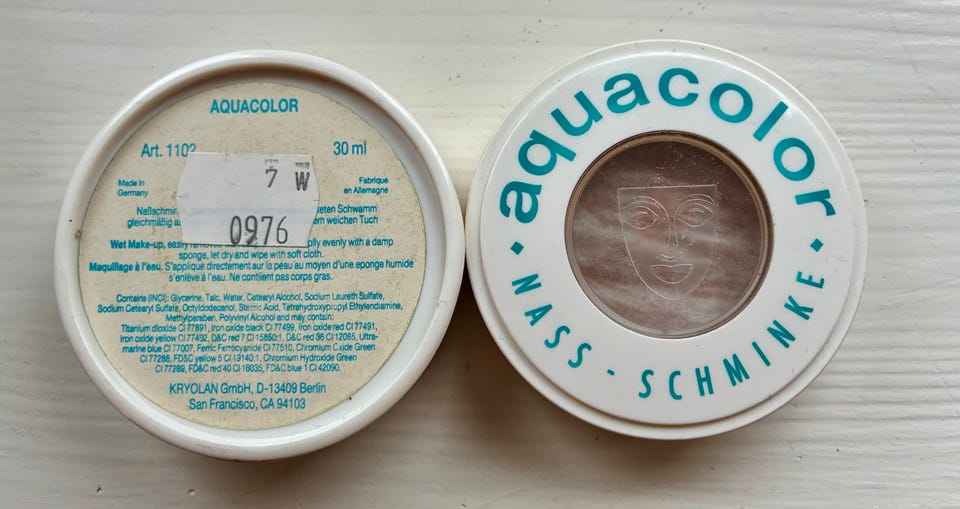 AQUACOLOR
Art. 1102
30 ml
7 W
0976
Made in
Germany
Fabrique
en Allemagne
Naßschmin
keten Schwamm
gleichmäßig a
em weichen Tuch
Wet Make-up, easily removed
ply evenly with a damp
sponge, let dry and wipe with soft cloth.
Maquillage à l'eau. S'applique directement sur la peau au moyen d'une eponge humide
s'enlève à l'eau. Ne contient pas corps gras.
Contains (INCI): Glycerine, Talc, Water, Cetearyl Alcohol, Sodium Laureth Sulfate,
Sodium Cetearyl Sulfate, Octyldodecanol, Stearic Acid, Tetrahydroxypropyl Ethylendiamine,
Methylparaben, Polyvinyl Alcohol and may contain:
Titanium dioxide CI 77891, iron oxide black CI 77499, iron oxide red CI 77491,
iron oxide yellow CI 77492, D&C red 7 CI 15850:1, D&C red 36 CI 12085, Ultra-
marine blue CI 77007, Ferric Ferrocyanide CI 77510, Chromium Oxide Green
CI 77288, FD&C yellow 5 CI 19140:1, Chromium Hydroxide Green
CI 77289, FD&C red 40 CI 16035, FD&C blue 1 CI 42090.
KRYOLAN GmbH, D-13409 Berlin
San Francisco, CA 94103
aquacolor
NASS - SCHMINKE